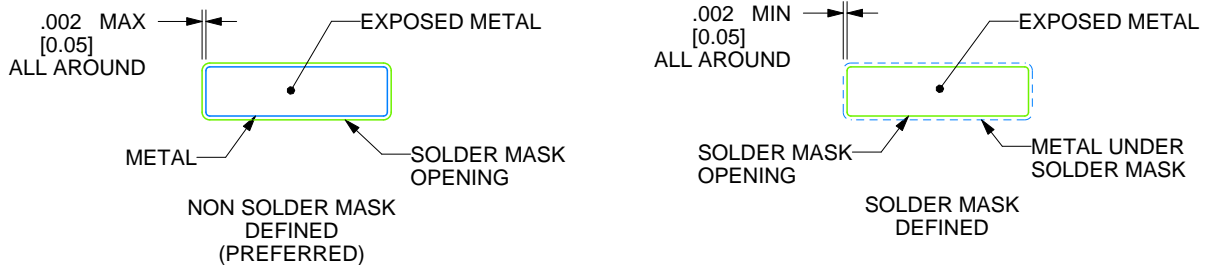 .002 MAX
[0.05]
ALL AROUND
EXPOSED METAL
METAL
SOLDER MASK
OPENING
NON SOLDER MASK
DEFINED
(PREFERRED)
.002 MIN
[0.05]
ALL AROUND
EXPOSED METAL
SOLDER MASK
OPENING
METAL UNDER
SOLDER MASK
SOLDER MASK
DEFINED